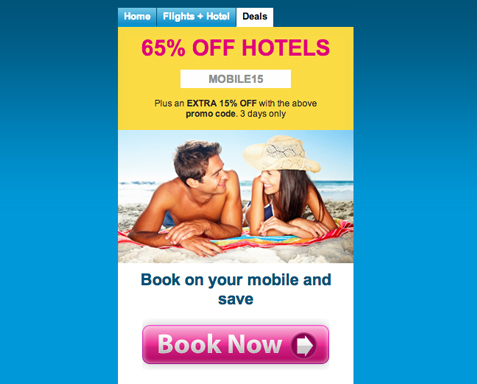 Home Flights + Hotel Deals
65% OFF HOTELS
MOBILE15
Plus an EXTRA 15% OFF with the above
promo code. 3 days only
Book on your mobile and
save
Book Now